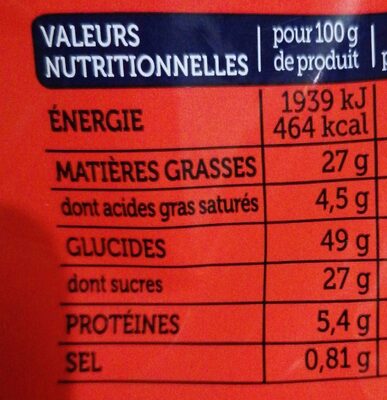 VALEURS NUTRITIONNELLES | pour 100 g de produit
ÉNERGIE 1939 kJ 464 kcal
MATIÈRES GRASSES 27 g
dont acides gras saturés 4,5 g
GLUCIDES 49 g
dont sucres 27 g
PROTÉINES 5,4 g
SEL 0,81 g